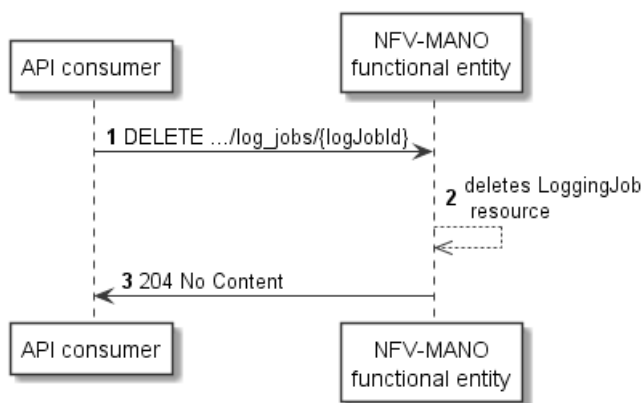 API consumer
NFV-MANO
functional entity
1 DELETE .../log_jobs/{logJobId}
2 deletes LoggingJob
resource
3 204 No Content
API consumer
NFV-MANO
functional entity